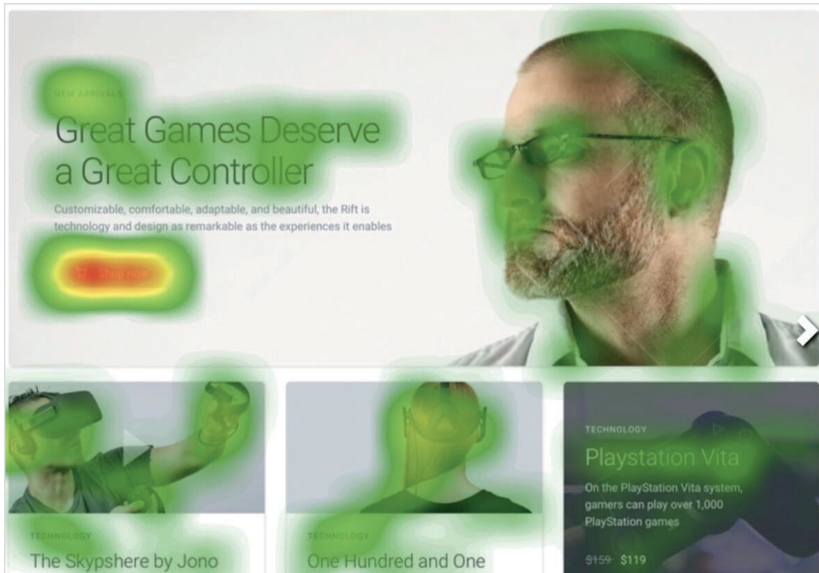 NEW ARRIVALS
Great Games Deserve
a Great Controller
Customizable, comfortable, adaptable, and beautiful, the Rift is
technology and design as remarkable as the experiences it enables
Shop now
TECHNOLOGY
The Skypshere by Jono
TECHNOLOGY
One Hundred and One
TECHNOLOGY
Playstation Vita
On the PlayStation Vita system,
gamers can play over 1,000
PlayStation games
$159 $119